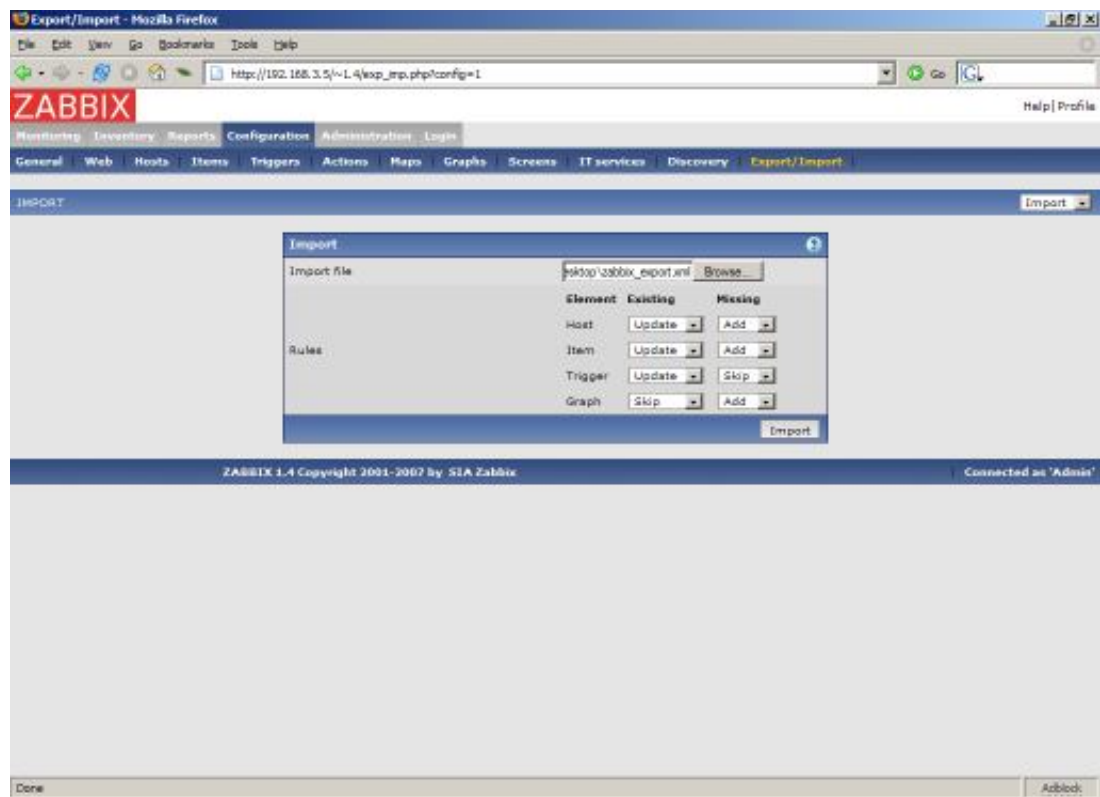 Export/Import - Mozilla Firefox
File Edit View Go Bookmarks Tools Help
http://192.168.3.5/~1.4/exp_imp.php?config=1 Go
ZABBIX Help | Profile
Monitoring Inventory Reports Configuration Administration Login
General Web Hosts Items Triggers Actions Maps Graphs Screens IT services Discovery Export/Import
IMPORT Import
Import
Import file esktop\zabbix_export.xml Browse...
Element Existing Missing
Host Update Add
Rules Item Update Add
Trigger Update Skip
Graph Skip Add
Import
ZABBIX 1.4 Copyright 2001-2007 by SIA Zabbix Connected as 'Admin'
Done Adblock